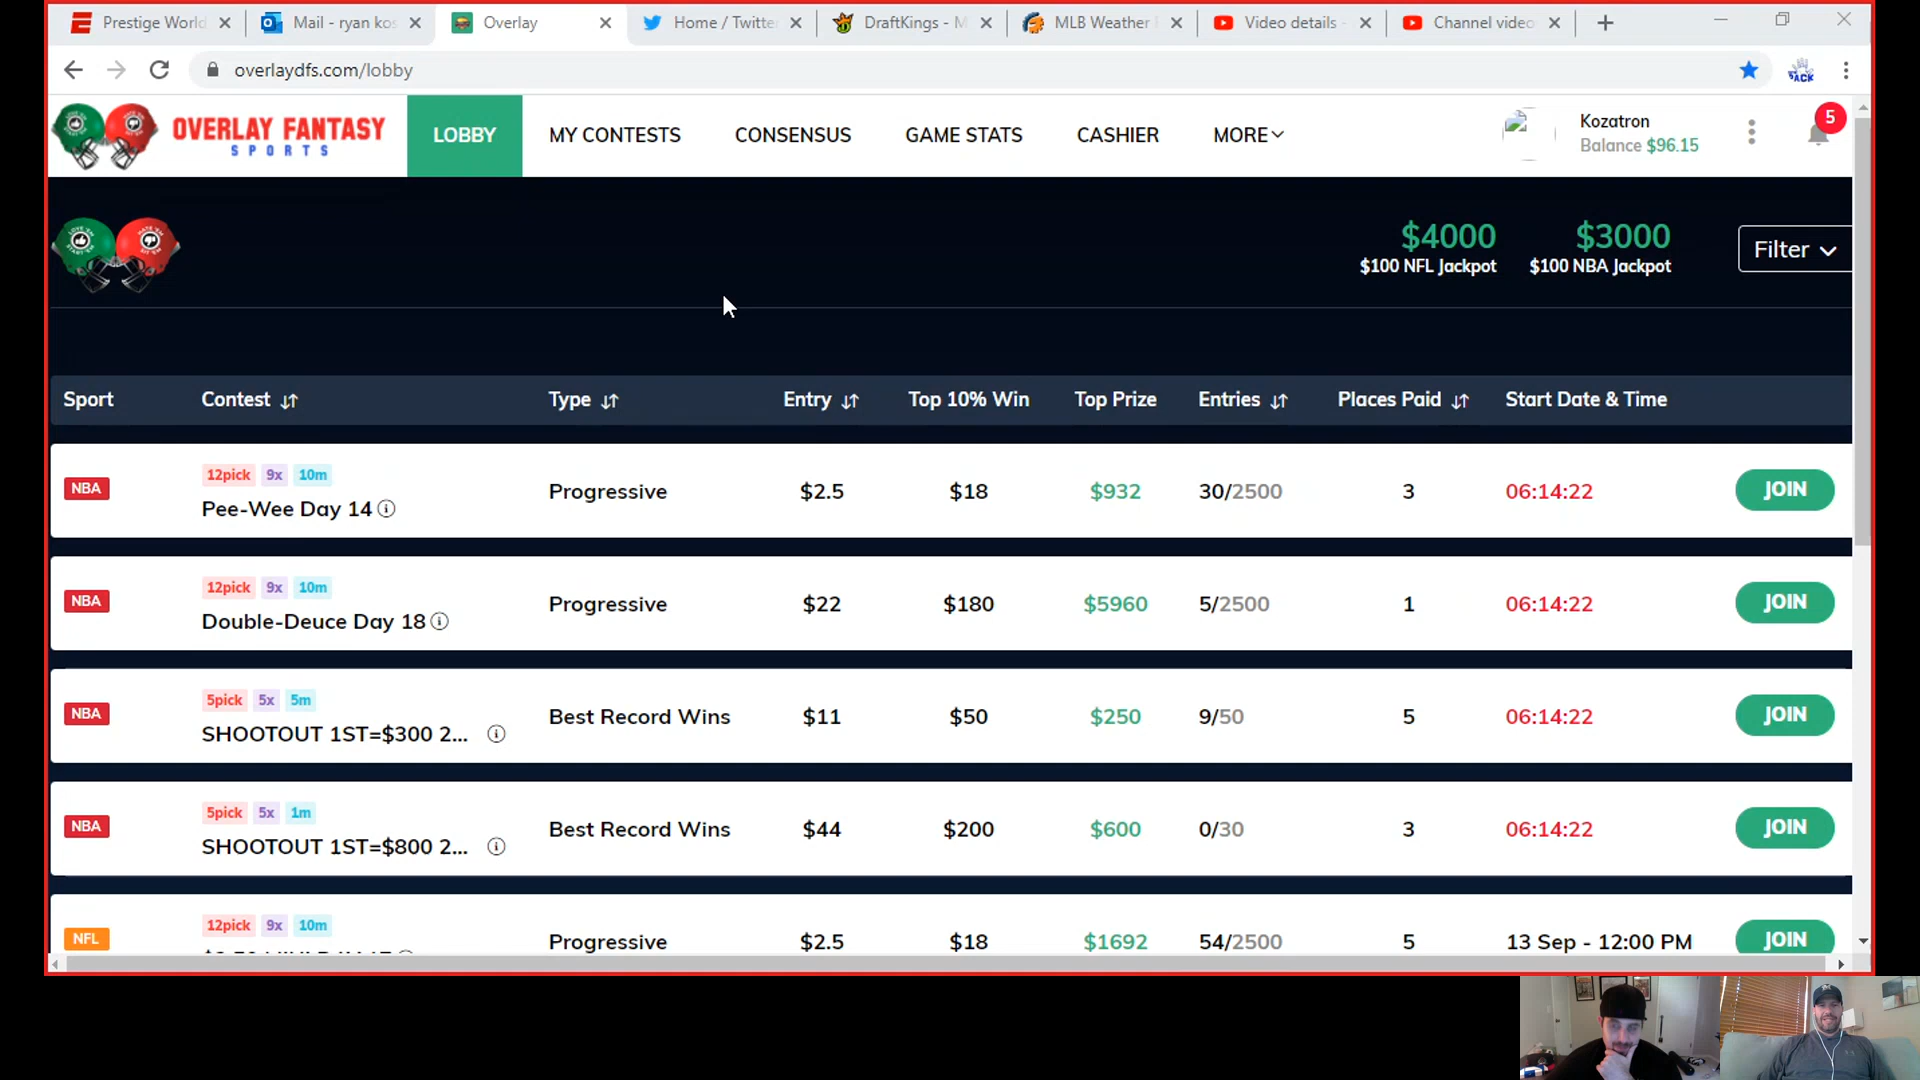 Prestige World
Mail - ryan kos
Overlay
Home / Twitter
DraftKings - M
MLB Weather
Video details -
Channel video
overlaydfs.com/lobby
OVERLAY FANTASY
SPORTS
LOBBY
MY CONTESTS
CONSENSUS
GAME STATS
CASHIER
MORE
Kozatron
Balance $96.15
5
$4000
$100 NFL Jackpot
$3000
$100 NBA Jackpot
Filter
Sport Contest Type Entry Top 10% Win Top Prize Entries Places Paid Start Date & Time
12pick 9x 10m
NBA Pee-Wee Day 14 Progressive $2.5 $18 $932 30/2500 3 06:14:22 JOIN
12pick 9x 10m
NBA Double-Deuce Day 18 Progressive $22 $180 $5960 5/2500 1 06:14:22 JOIN
5pick 5x 5m
NBA SHOOTOUT 1ST=$300 2... Best Record Wins $11 $50 $250 9/50 5 06:14:22 JOIN
5pick 5x 1m
NBA SHOOTOUT 1ST=$800 2... Best Record Wins $44 $200 $600 0/30 3 06:14:22 JOIN
12pick 9x 10m
NFL Progressive $2.5 $18 $1692 54/2500 5 13 Sep - 12:00 PM JOIN